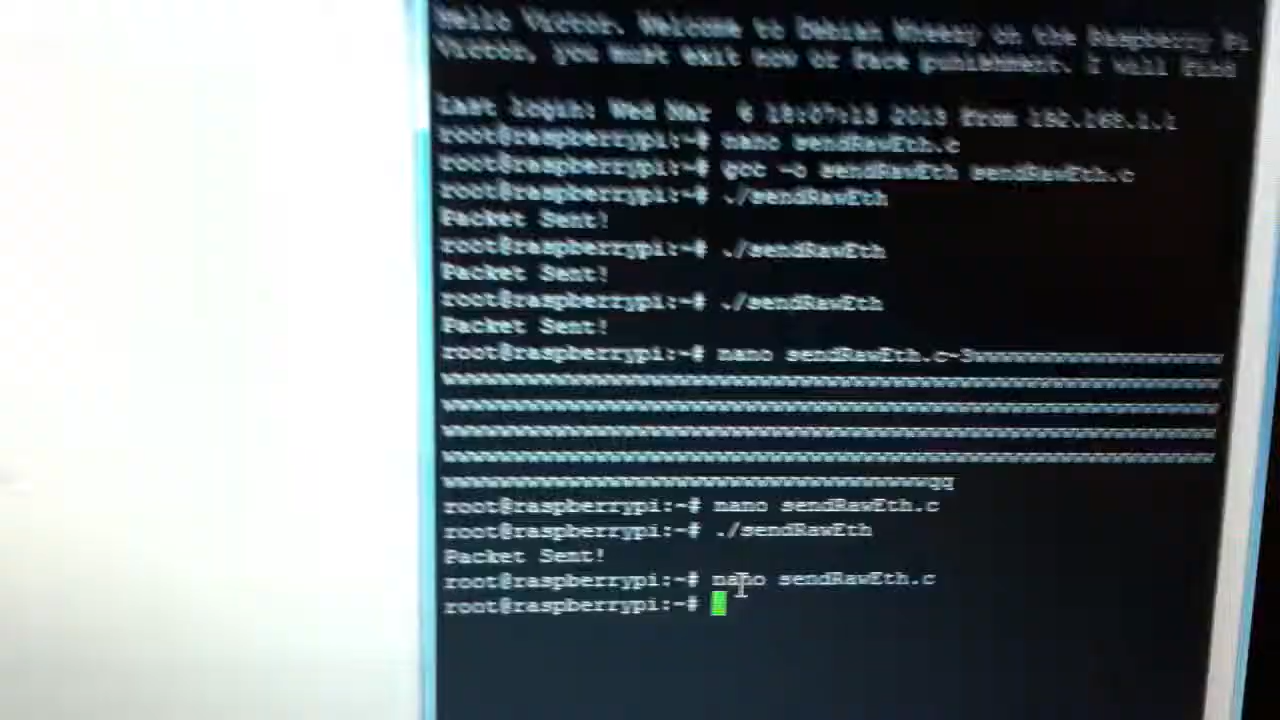 Hello Victor. Welcome to Debian Wheezy on the Raspberry Pi
Victor, you must exit now or face punishment. I will find
Last login: Wed Mar  6 18:07:13 2013 from 192.168.1.1
root@raspberrypi:~# nano sendRawEth.c
root@raspberrypi:~# gcc -o sendRawEth sendRawEth.c
root@raspberrypi:~# ./sendRawEth
Packet Sent!
root@raspberrypi:~# ./sendRawEth
Packet Sent!
root@raspberrypi:~# ./sendRawEth
Packet Sent!
root@raspberrypi:~# nano sendRawEth.c
root@raspberrypi:~# nano sendRawEth.c
root@raspberrypi:~# ./sendRawEth
Packet Sent!
root@raspberrypi:~# nano sendRawEth.c
root@raspberrypi:~#